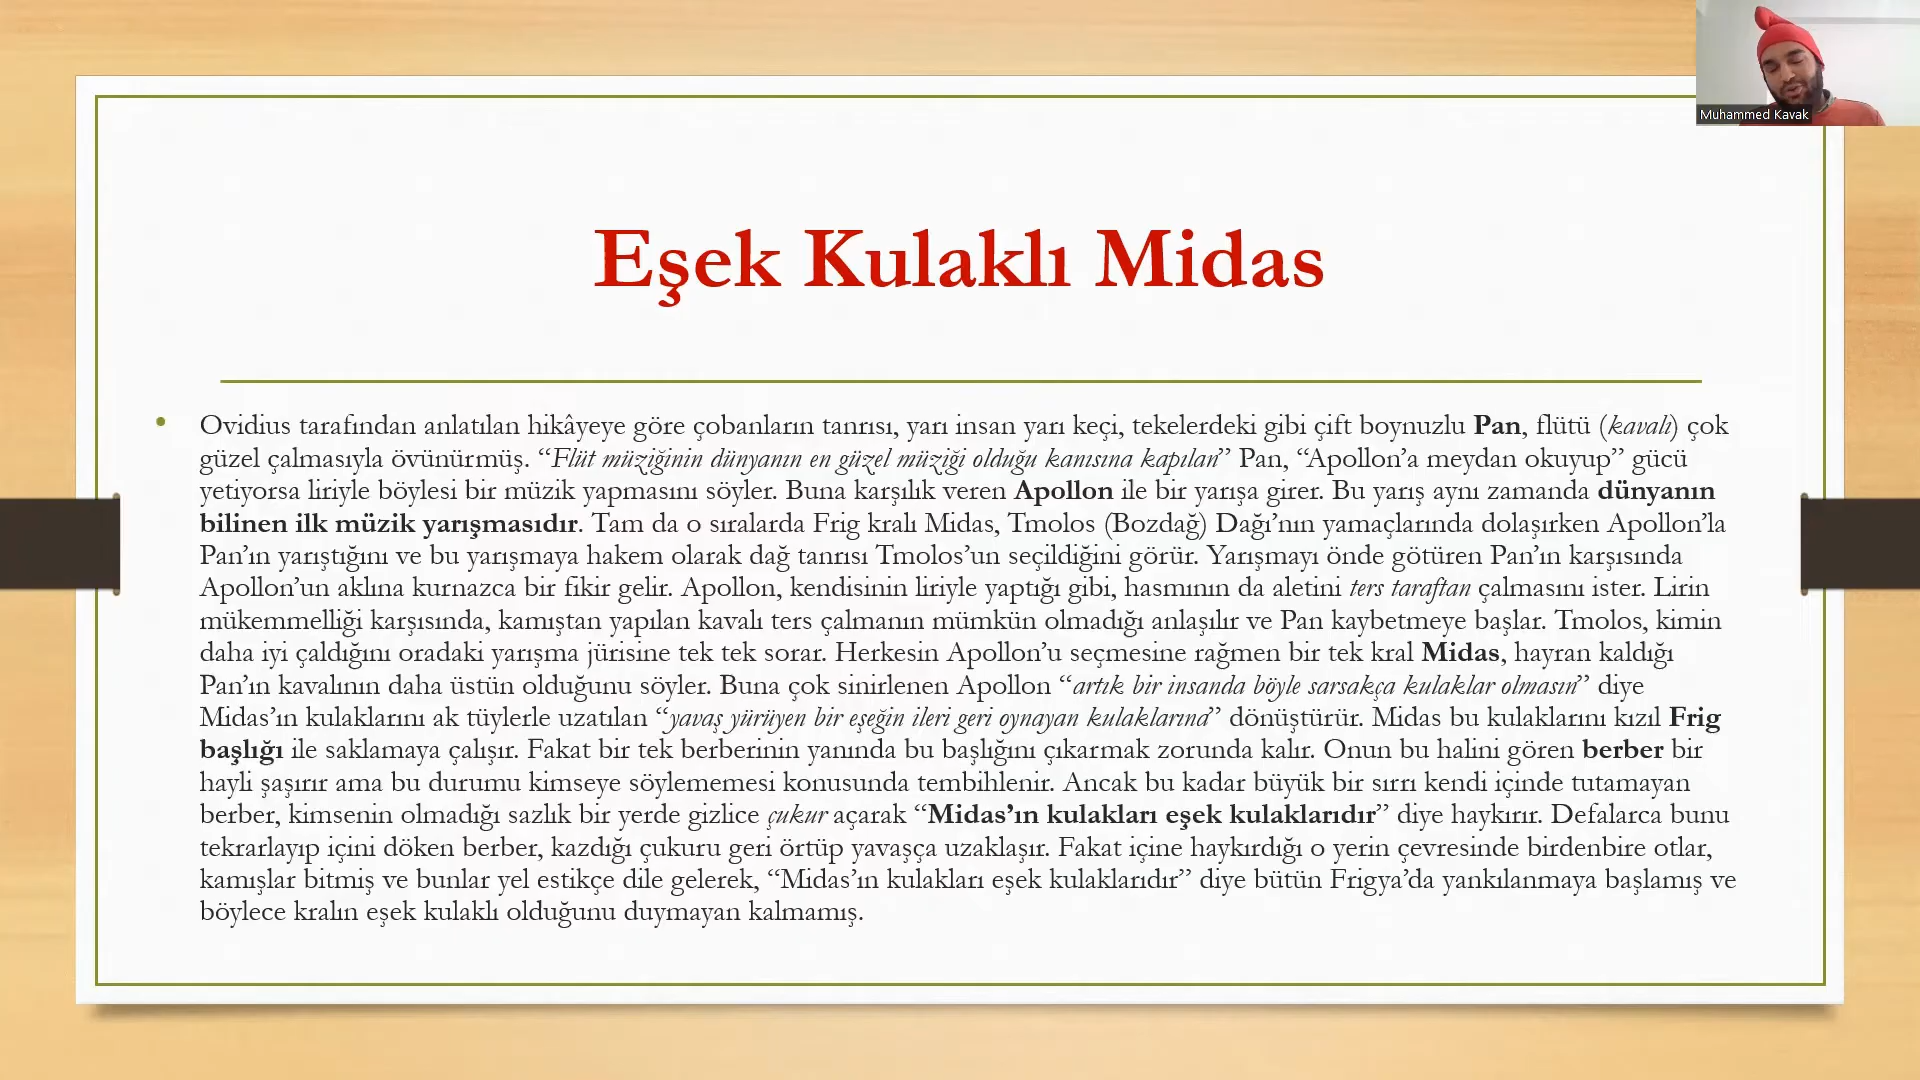 Muhammed Kavak
Eşek Kulaklı Midas
• Ovidius tarafından anlatılan hikâyeye göre çobanların tanrısı, yarı insan yarı keçi, tekelerdeki gibi çift boynuzlu Pan, flütü (kavalı) çok
güzel çalmasıyla övünürmüş. “Flüt müziğinin dünyanın en güzel müziği olduğu kanısına kapılan” Pan, “Apollon’a meydan okuyup” gücü
yetiyorsa liriyle böylesi bir müzik yapmasını söyler. Buna karşılık veren Apollon ile bir yarışa girer. Bu yarış aynı zamanda dünyanın
bilinen ilk müzik yarışmasıdır. Tam da o sıralarda Frig kralı Midas, Tmolos (Bozdağ) Dağı’nın yamaçlarında dolaşırken Apollon’la
Pan’ın yarıştığını ve bu yarışmaya hakem olarak dağ tanrısı Tmolos’un seçildiğini görür. Yarışmayı önde götüren Pan’ın karşısında
Apollon’un aklına kurnazca bir fikir gelir. Apollon, kendisinin liriyle yaptığı gibi, hasmının da aletini ters taraftan çalmasını ister. Lirin
mükemmelliği karşısında, kamıştan yapılan kavalı ters çalmanın mümkün olmadığı anlaşılır ve Pan kaybetmeye başlar. Tmolos, kimin
daha iyi çaldığını oradaki yarışma jürisine tek tek sorar. Herkesin Apollon’u seçmesine rağmen bir tek kral Midas, hayran kaldığı
Pan’ın kavalının daha üstün olduğunu söyler. Buna çok sinirlenen Apollon “artık bir insanda böyle sarsakça kulaklar olmasın” diye
Midas’ın kulaklarını ak tüylerle uzatılan “yavaş yürüyen bir eşeğin ileri geri oynayan kulaklarına” dönüştürür. Midas bu kulaklarını kızıl Frig
başlığı ile saklamaya çalışır. Fakat bir tek berberinin yanında bu başlığını çıkarmak zorunda kalır. Onun bu halini gören berber bir
hayli şaşırır ama bu durumu kimseye söylememesi konusunda tembihlenir. Ancak bu kadar büyük bir sırrı kendi içinde tutamayan
berber, kimsenin olmadığı sazlık bir yerde gizlice çukur açarak “Midas’ın kulakları eşek kulaklarıdır” diye haykırır. Defalarca bunu
tekrarlayıp içini döken berber, kazdığı çukuru geri örtüp yavaşça uzaklaşır. Fakat içine haykırdığı o yerin çevresinde birdenbire otlar,
kamışlar bitmiş ve bunlar yel estikçe dile gelerek, “Midas’ın kulakları eşek kulaklarıdır” diye bütün Frigya’da yankılanmaya başlamış ve
böylece kralın eşek kulaklı olduğunu duymayan kalmamış.